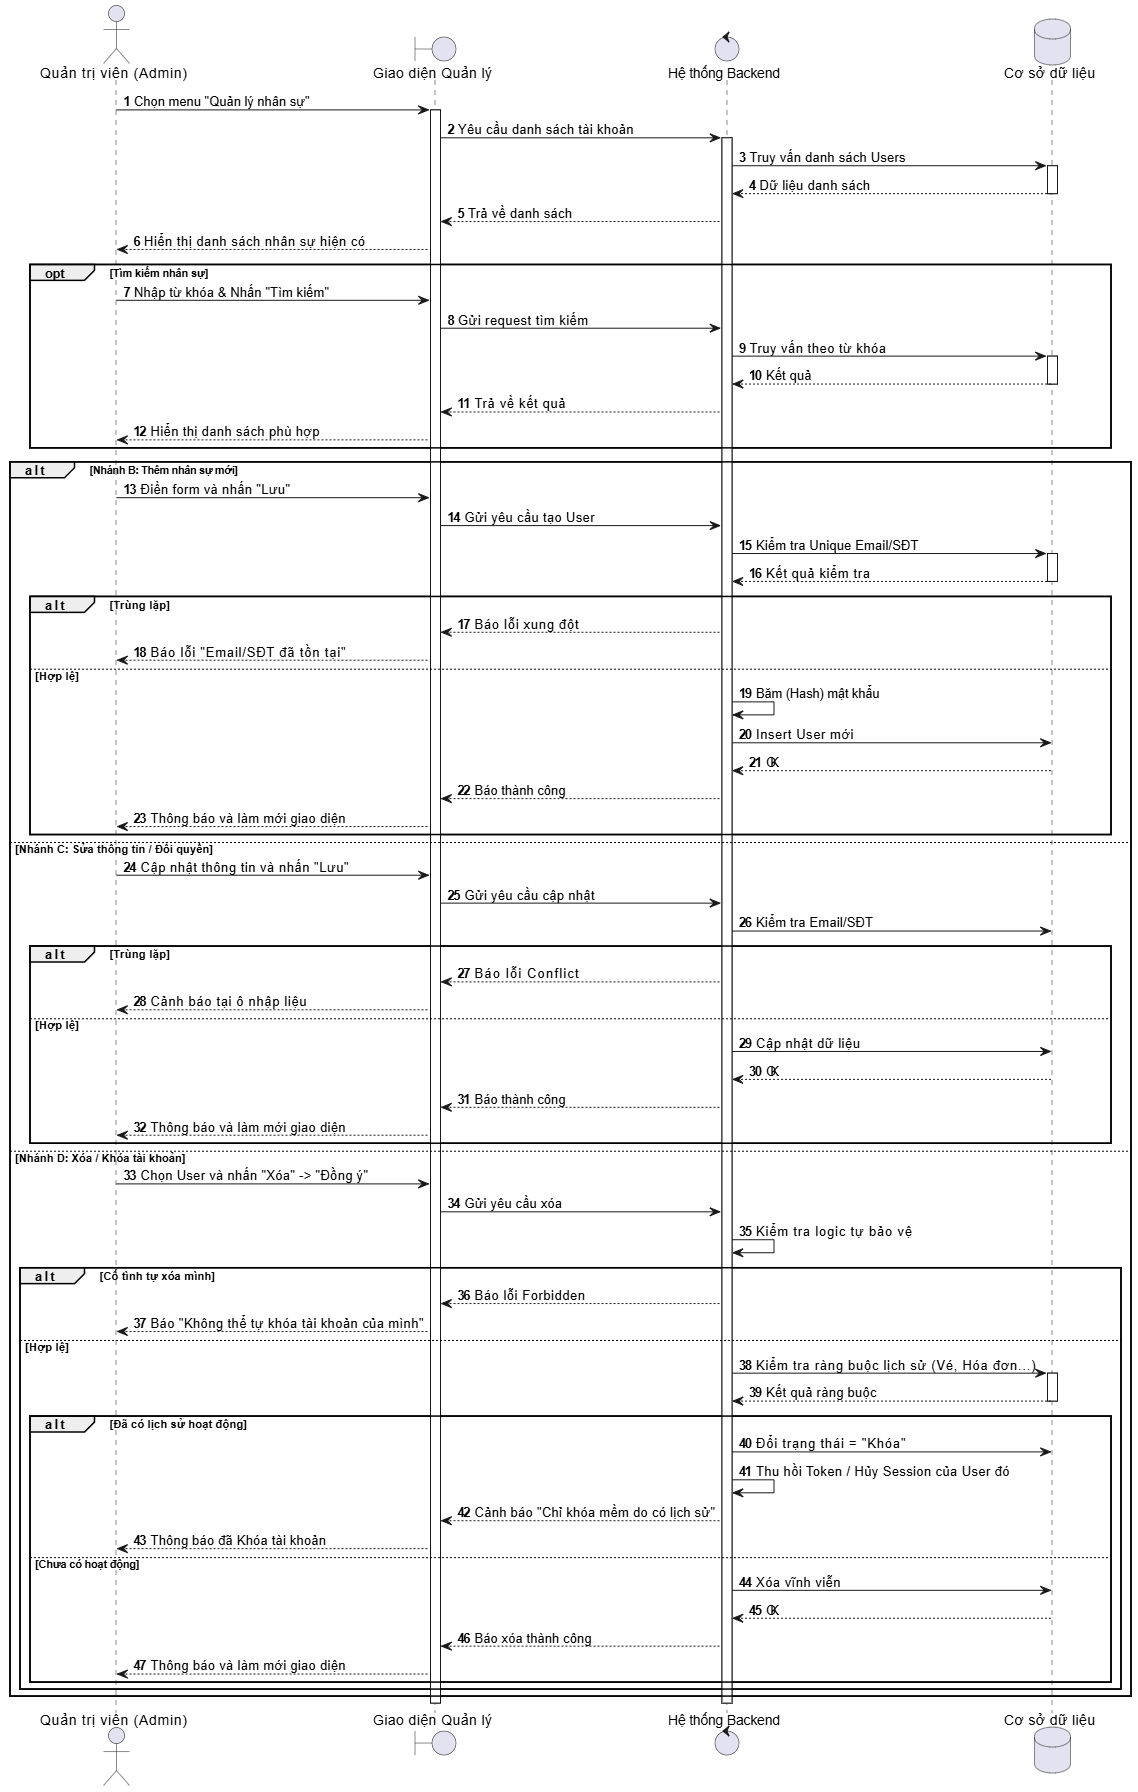 Quản trị viên (Admin)
Giao diện Quản lý
Hệ thống Backend
Cơ sở dữ liệu
1 Chọn menu "Quản lý nhân sự"
2 Yêu cầu danh sách tài khoản
3 Truy vấn danh sách Users
4 Dữ liệu danh sách
5 Trả về danh sách
6 Hiển thị danh sách nhân sự hiện có
opt [Tìm kiếm nhân sự]
7 Nhập từ khóa & Nhấn "Tìm kiếm"
8 Gửi request tìm kiếm
9 Truy vấn theo từ khóa
10 Kết quả
11 Trả về kết quả
12 Hiển thị danh sách phù hợp
alt [Nhánh B: Thêm nhân sự mới]
13 Điền form và nhấn "Lưu"
14 Gửi yêu cầu tạo User
15 Kiểm tra Unique Email/SĐT
16 Kết quả kiểm tra
alt [Trùng lặp]
17 Báo lỗi xung đột
18 Báo lỗi "Email/SĐT đã tồn tại"
[Hợp lệ]
19 Băm (Hash) mật khẩu
20 Insert User mới
21 OK
22 Báo thành công
23 Thông báo và làm mới giao diện
[Nhánh C: Sửa thông tin / Đổi quyền]
24 Cập nhật thông tin và nhấn "Lưu"
25 Gửi yêu cầu cập nhật
26 Kiểm tra Email/SĐT
alt [Trùng lặp]
27 Báo lỗi Conflict
28 Cảnh báo tại ô nhập liệu
[Hợp lệ]
29 Cập nhật dữ liệu
30 OK
31 Báo thành công
32 Thông báo và làm mới giao diện
[Nhánh D: Xóa / Khóa tài khoản]
33 Chọn User và nhấn "Xóa" -> "Đồng ý"
34 Gửi yêu cầu xóa
35 Kiểm tra logic tự bảo vệ
alt [Cố tình tự xóa mình]
36 Báo lỗi Forbidden
37 Báo "Không thể tự khóa tài khoản của mình"
[Hợp lệ]
38 Kiểm tra ràng buộc lịch sử (Vé, Hóa đơn...)
39 Kết quả ràng buộc
alt [Đã có lịch sử hoạt động]
40 Đổi trạng thái = "Khóa"
41 Thu hồi Token / Hủy Session của User đó
42 Cảnh báo "Chỉ khóa mềm do có lịch sử"
43 Thông báo đã Khóa tài khoản
[Chưa có hoạt động]
44 Xóa vĩnh viễn
45 OK
46 Báo xóa thành công
47 Thông báo và làm mới giao diện
Quản trị viên (Admin)
Giao diện Quản lý
Hệ thống Backend
Cơ sở dữ liệu